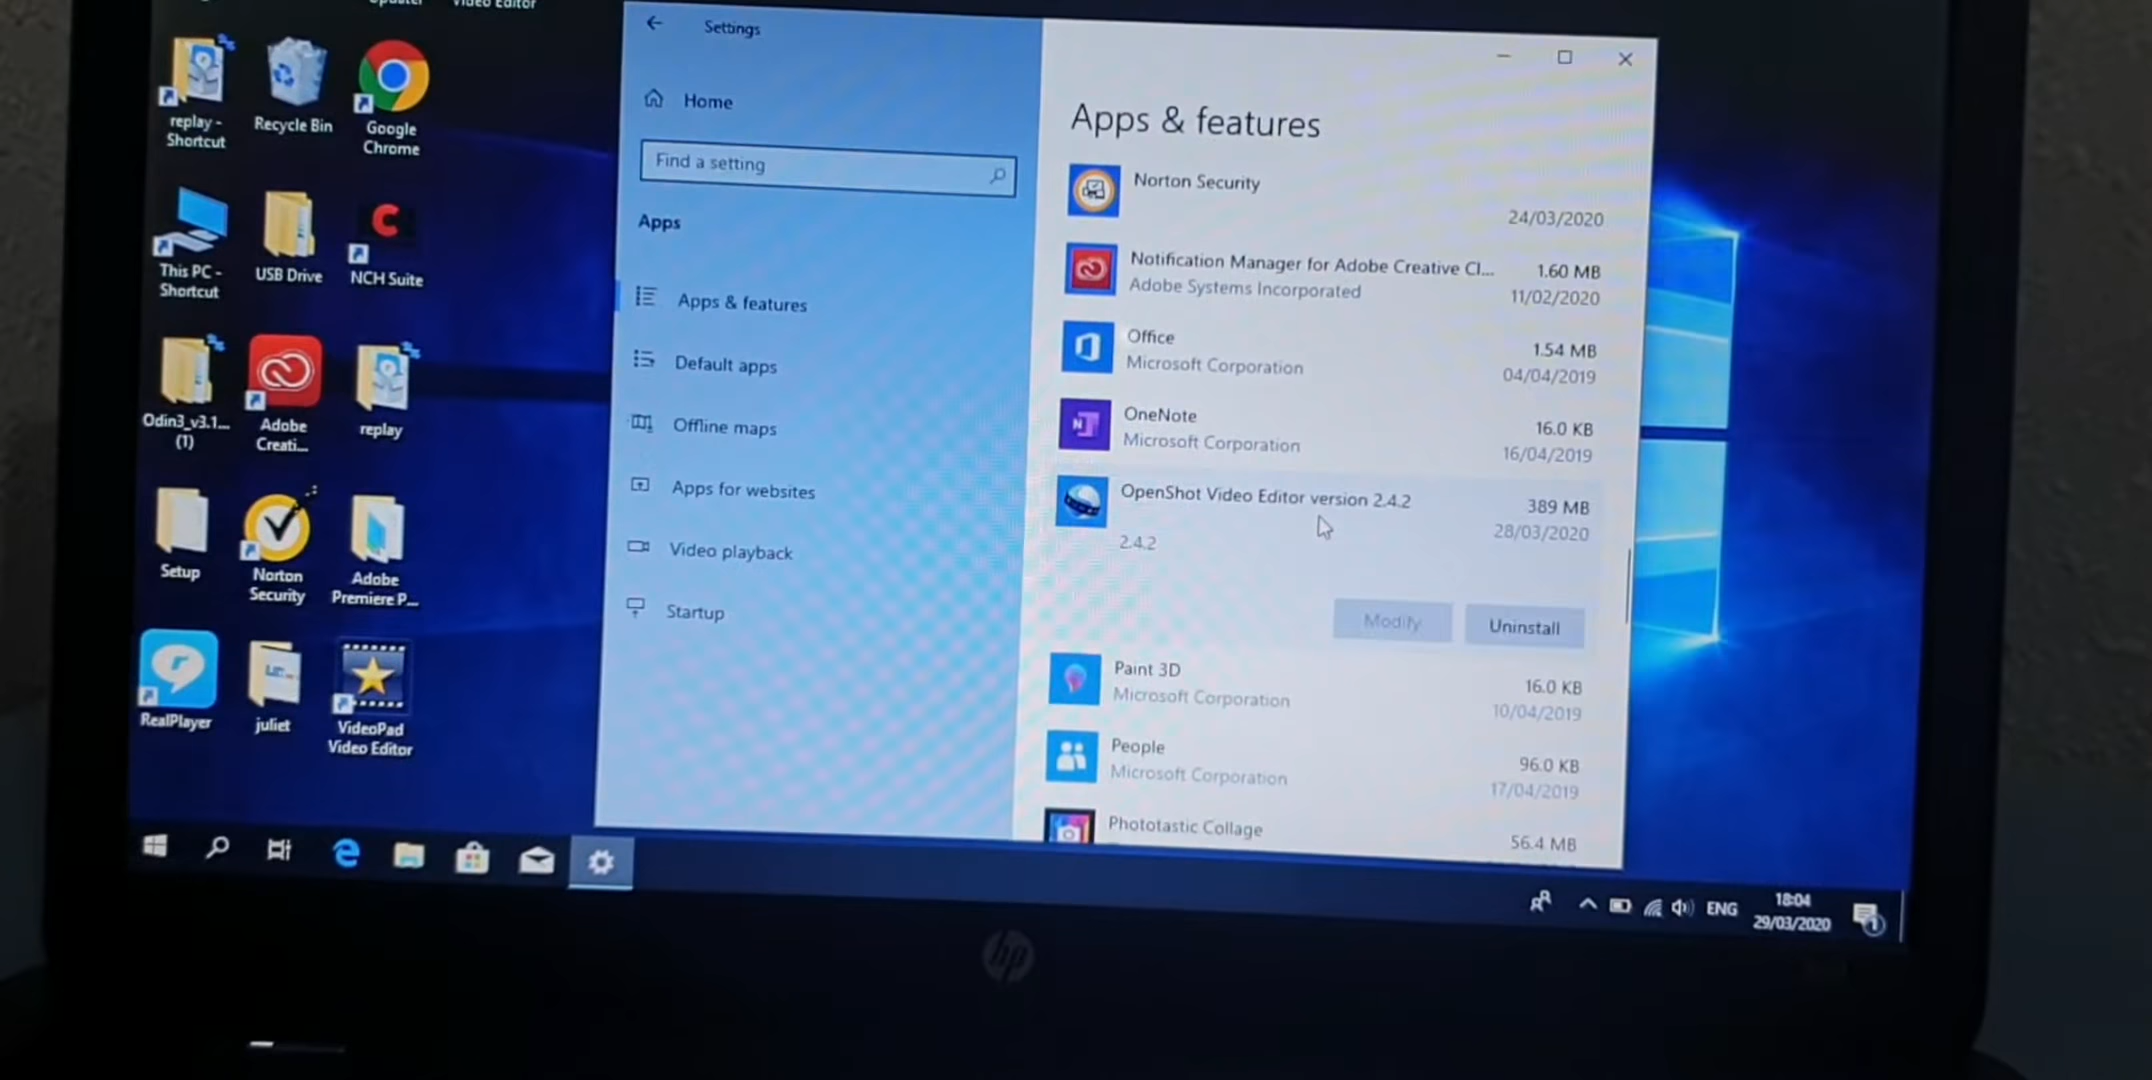 Video Editor
replay -
Shortcut
Recycle Bin
Google
Chrome
This PC -
Shortcut
USB Drive
NCH Suite
Odin3_v3.1...
(1)
Adobe
Creati...
replay
Setup
Norton
Security
Adobe
Premiere P...
RealPlayer
juliet
VideoPad
Video Editor
Settings
Home
Find a setting
Apps
Apps & features
Default apps
Offline maps
Apps for websites
Video playback
Startup
Apps & features
Norton Security
24/03/2020
Notification Manager for Adobe Creative Cl... 1.60 MB
Adobe Systems Incorporated 11/02/2020
Office 1.54 MB
Microsoft Corporation 04/04/2019
OneNote 16.0 KB
Microsoft Corporation 16/04/2019
OpenShot Video Editor version 2.4.2 389 MB
28/03/2020
2.4.2
Modify Uninstall
Paint 3D 16.0 KB
Microsoft Corporation 10/04/2019
People 96.0 KB
Microsoft Corporation 17/04/2019
Phototastic Collage 56.4 MB
ENG
18:04
29/03/2020
1
hp